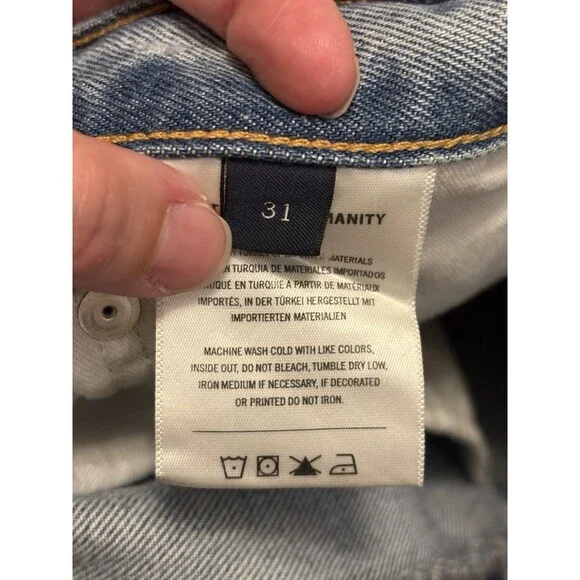 31
MANITY
MATERIALS
EN TURQUIA DE MATERIALES IMPORTADOS
EN TURQUIE À PARTIR DE MATÉRIAUX
IMPORTÉS, IN DER TÜRKEI HERGESTELLT MIT
IMPORTIERTEN MATERIALIEN
MACHINE WASH COLD WITH LIKE COLORS,
INSIDE OUT, DO NOT BLEACH, TUMBLE DRY LOW,
IRON MEDIUM IF NECESSARY, IF DECORATED
OR PRINTED DO NOT IRON.